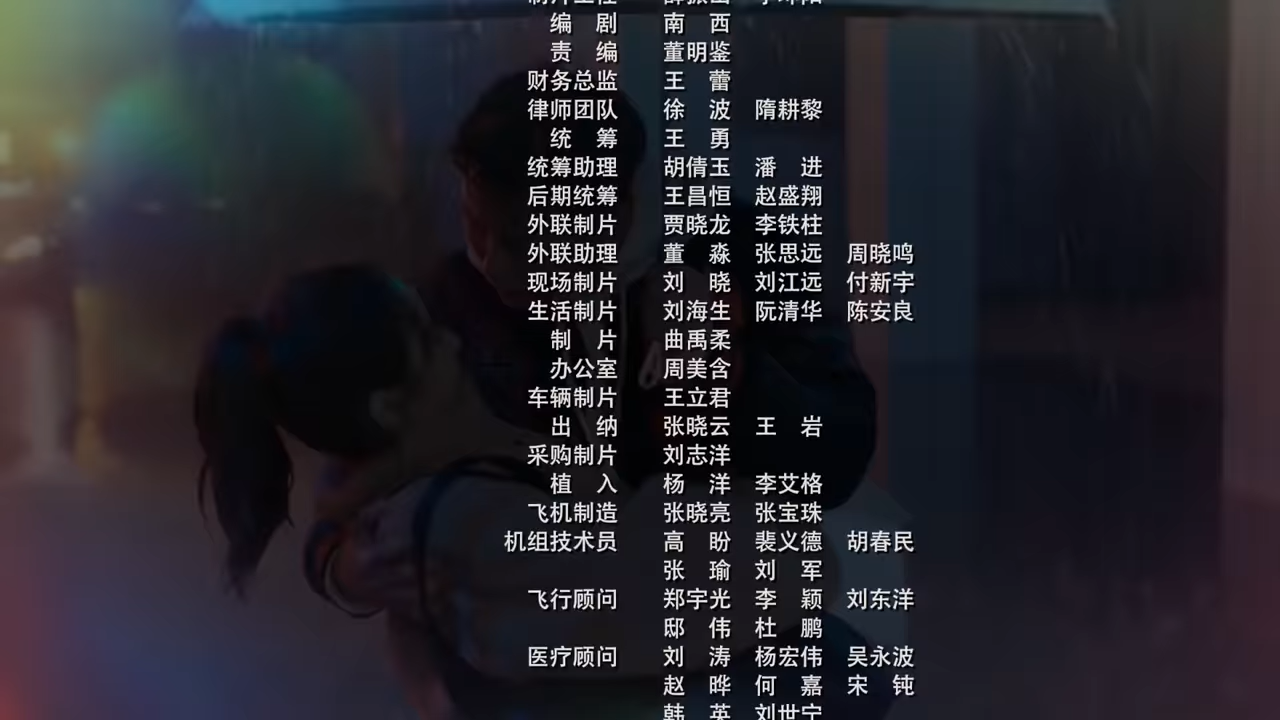 编 剧 南 西
责 编 董明鉴
财务总监 王 蕾
律师团队 徐 波 隋耕黎
统 筹 王 勇
统筹助理 胡倩玉 潘 进
后期统筹 王昌恒 赵盛翔
外联制片 贾晓龙 李铁柱
外联助理 董 淼 张思远 周晓鸣
现场制片 刘 晓 刘江远 付新宇
生活制片 刘海生 阮清华 陈安良
制 片 曲禹柔
办公室 周美含
车辆制片 王立君
出 纳 张晓云 王 岩
采购制片 刘志洋
植 入 杨 洋 李艾格
飞机制造 张晓亮 张宝珠
机组技术员 高 盼 裴义德 胡春民
张 瑜 刘 军
飞行顾问 郑宇光 李 颖 刘东洋
邸 伟 杜 鹏
医疗顾问 刘 涛 杨宏伟 吴永波
赵 晔 何 嘉 宋 钝
韩 英 刘世宁